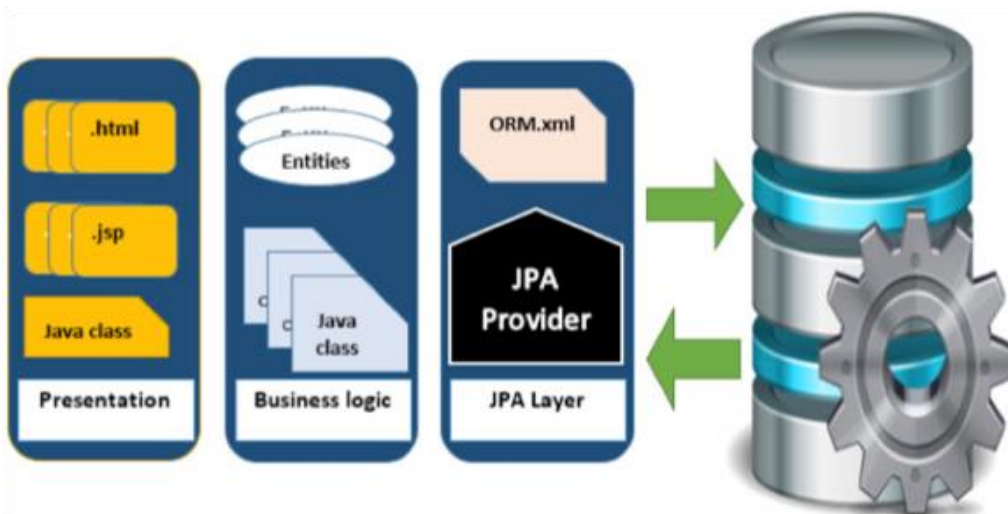 .html
.jsp
Java class
Presentation
Entities
Java
class
Business logic
ORM.xml
JPA
Provider
JPA Layer